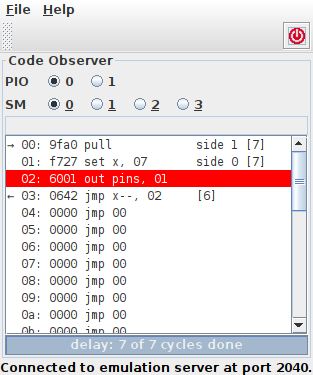 File Help
Code Observer
PIO 0 1
SM 0 1 2 3
→ 00: 9fa0 pull side 1 [7]
01: f727 set x, 07 side 0 [7]
02: 6001 out pins, 01
← 03: 0642 jmp x--, 02 [6]
04: 0000 jmp 00
05: 0000 jmp 00
06: 0000 jmp 00
07: 0000 jmp 00
08: 0000 jmp 00
09: 0000 jmp 00
0a: 0000 jmp 00
0b: 0000 jmp 00
delay: 7 of 7 cycles done
Connected to emulation server at port 2040.